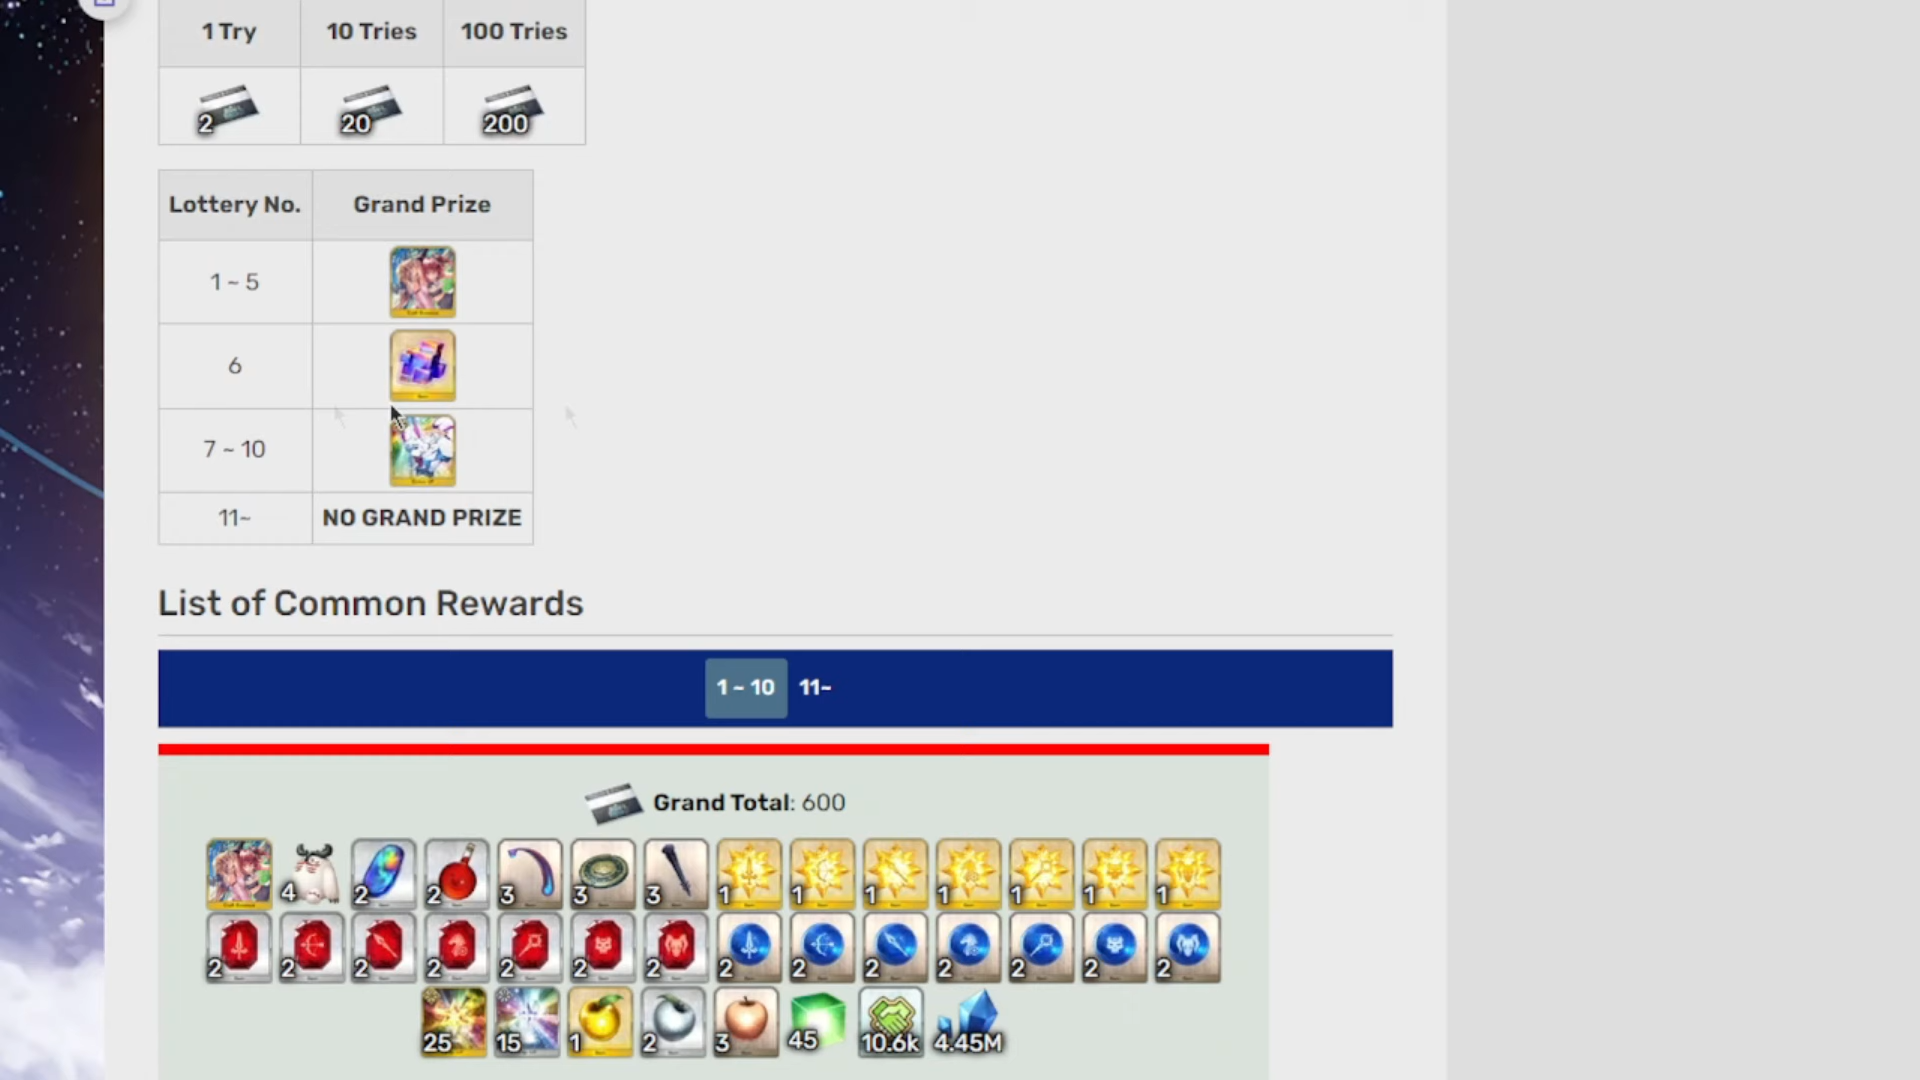 1 Try 10 Tries 100 Tries
2 20 200
Lottery No. Grand Prize
1 ~ 5
6
7 ~ 10
11~ NO GRAND PRIZE
List of Common Rewards
1 ~ 10 11~
Grand Total: 600
4 2 2 3 3 3 1 1 1 1 1 1 1
2 2 2 2 2 2 2 2 2 2 2 2 2 2
25 15 1 2 3 45 10.6k 4.45M